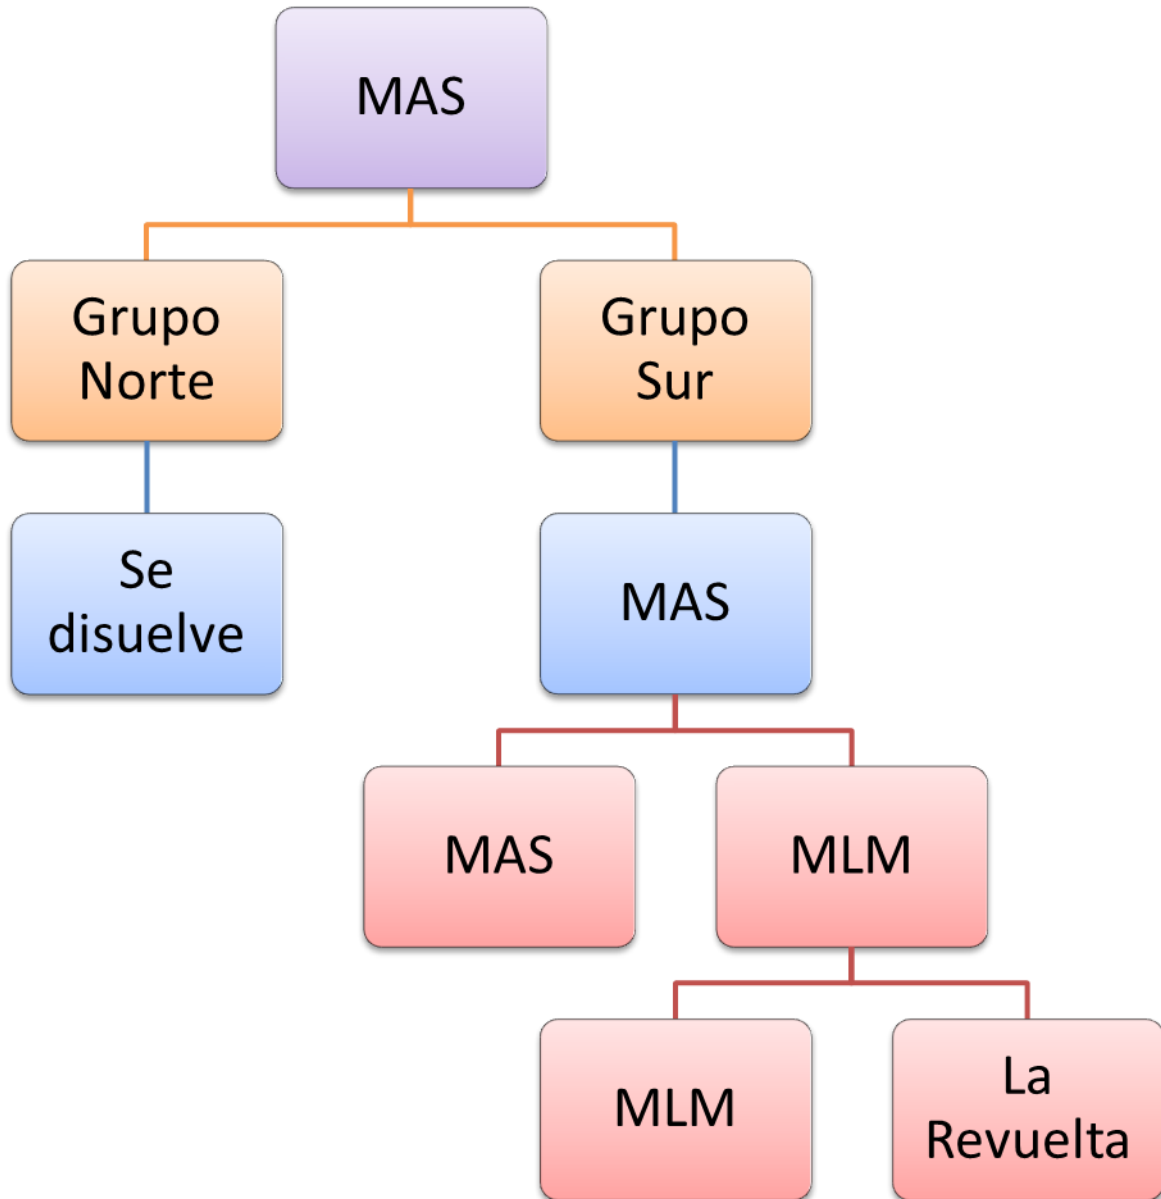 MAS
Grupo
Norte
Grupo
Sur
Se
disuelve
MAS
MAS
MLM
MLM
La
Revuelta